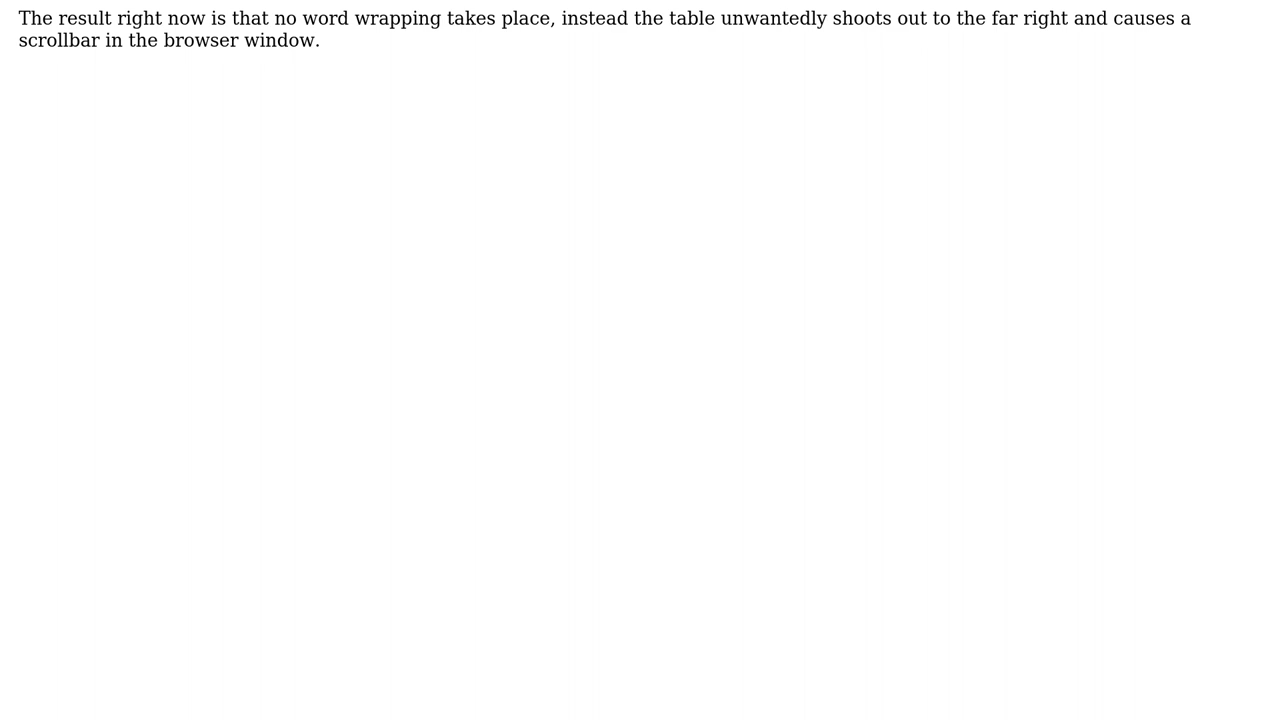 The result right now is that no word wrapping takes place, instead the table unwantedly shoots out to the far right and causes a
scrollbar in the browser window.